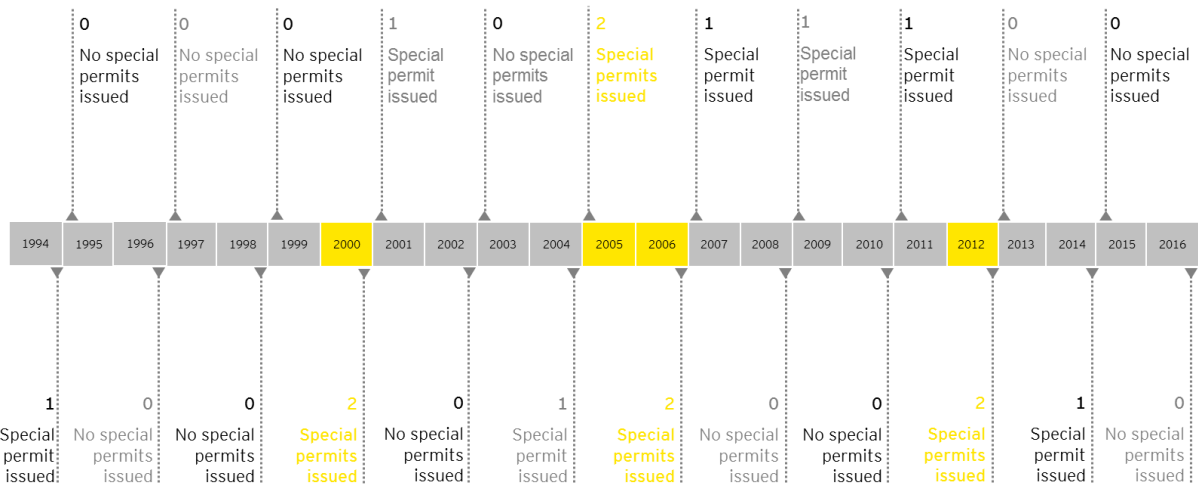 0
No special
permits
issued
0
No special
permits
issued
0
No special
permits
issued
1
Special
permit
issued
0
No special
permits
issued
2
Special
permits
issued
1
Special
permit
issued
1
Special
permit
issued
1
Special
permit
issued
0
No special
permits
issued
0
No special
permits
issued
1994 1995 1996 1997 1998 1999 2000 2001 2002 2003 2004 2005 2006 2007 2008 2009 2010 2011 2012 2013 2014 2015 2016
1
Special
permit
issued
0
No special
permits
issued
0
No special
permits
issued
2
Special
permits
issued
0
No special
permits
issued
1
Special
permit
issued
2
Special
permits
issued
0
No special
permits
issued
0
No special
permits
issued
2
Special
permits
issued
1
Special
permit
issued
0
No special
permits
issued